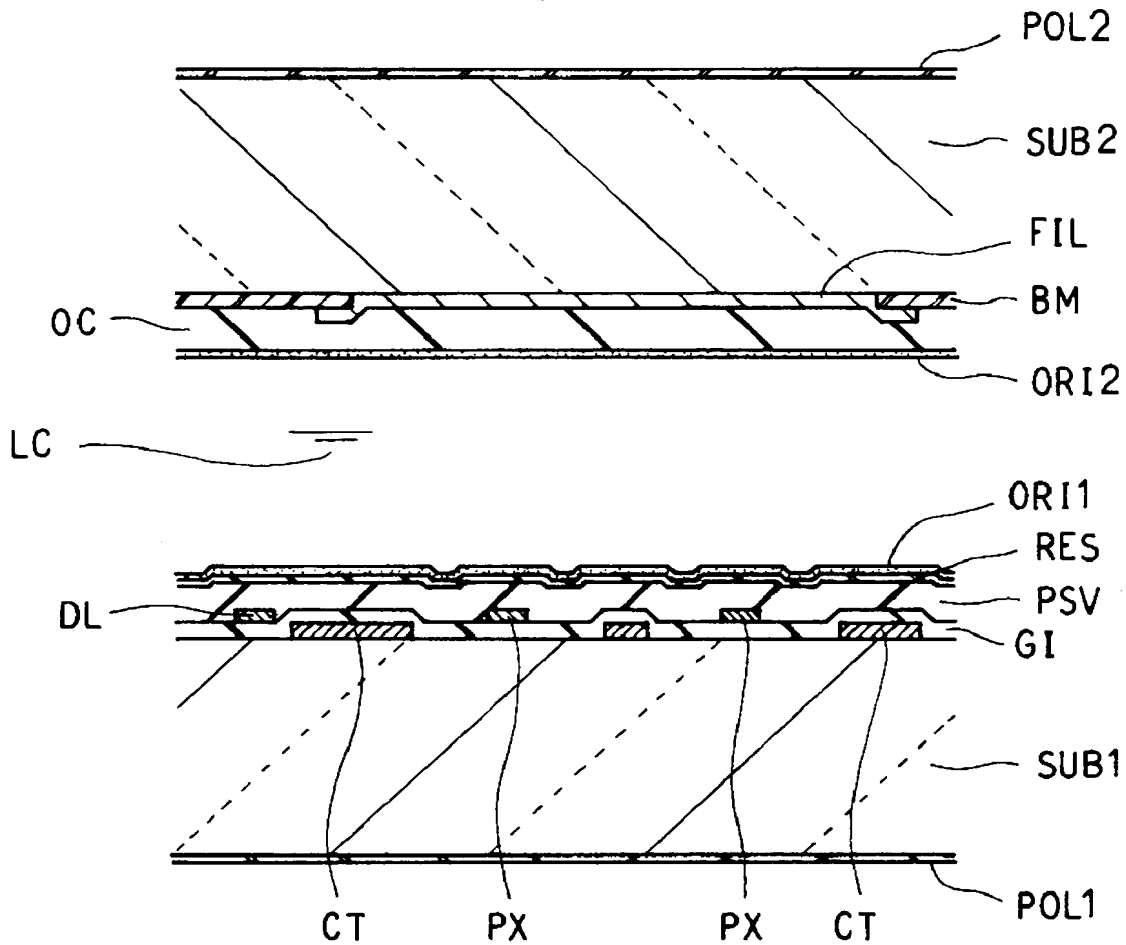 POL2
SUB2
FIL
BM
OC
ORI2
LC
ORI1
RES
PSV
DL
GI
SUB1
POL1
CT
PX
PX
CT